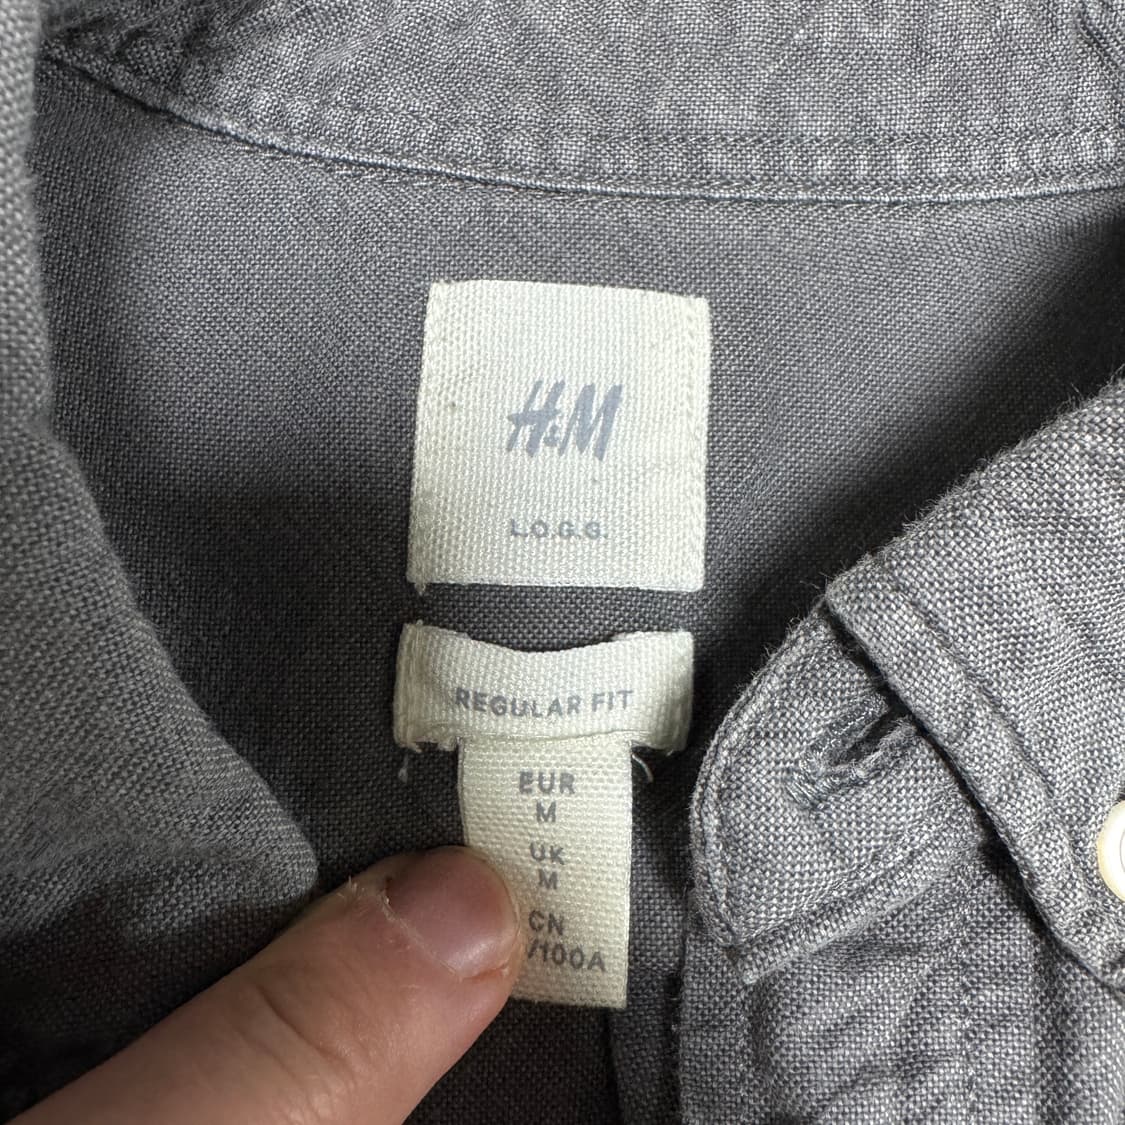 H&M
L.O.G.G.
REGULAR FIT
EUR
M
UK
M
CN
/100A